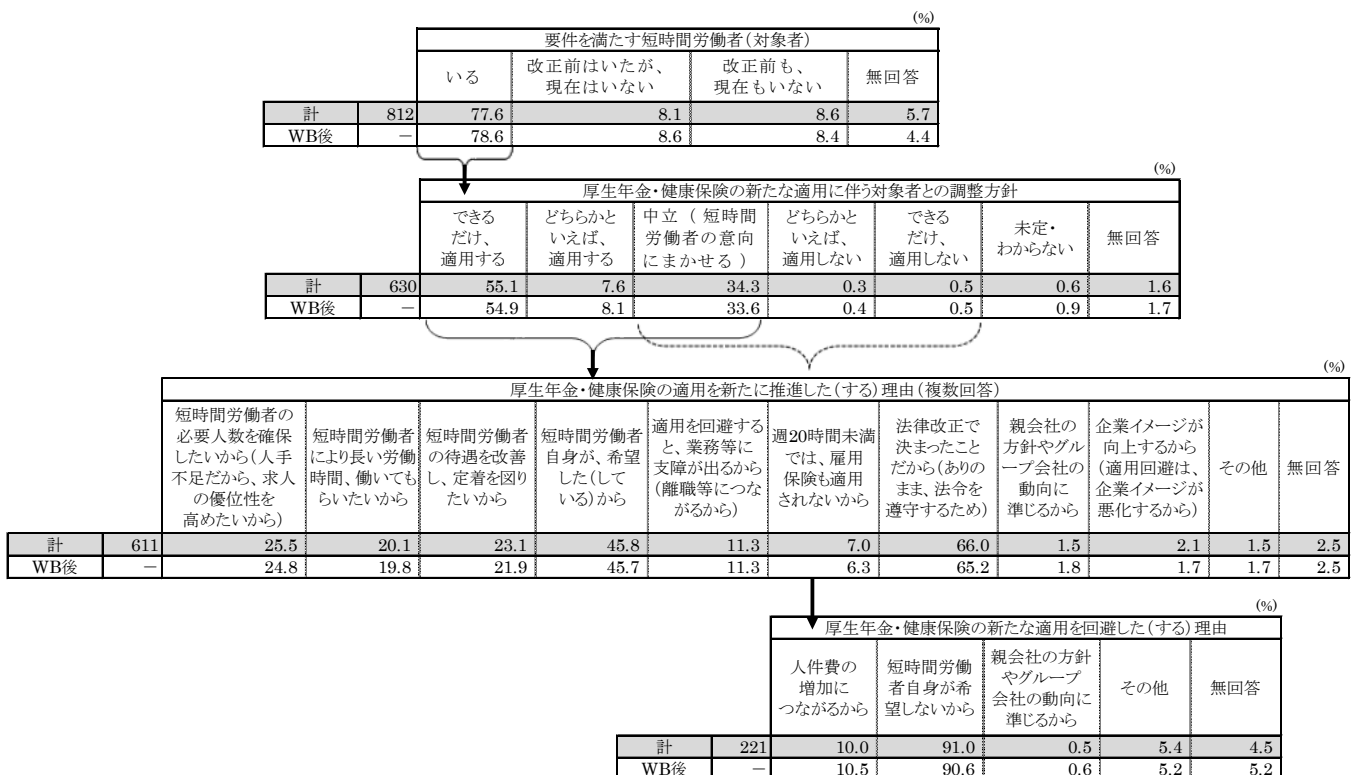 (%)
要件を満たす短時間労働者(対象者)
いる
改正前はいたが、
現在はいない
改正前も、
現在もいない
無回答
計 812 77.6 8.1 8.6 5.7
WB後 － 78.6 8.6 8.4 4.4
(%)
厚生年金・健康保険の新たな適用に伴う対象者との調整方針
できる
だけ、
適用する
どちらかと
いえば、
適用する
中立(短時間
労働者の意向
にまかせる)
どちらかと
いえば、
適用しない
できる
だけ、
適用しない
未定・
わからない
無回答
計 630 55.1 7.6 34.3 0.3 0.5 0.6 1.6
WB後 － 54.9 8.1 33.6 0.4 0.5 0.9 1.7
(%)
厚生年金・健康保険の適用を新たに推進した(する)理由(複数回答)
短時間労働者の
必要人数を確保
したいから(人手
不足だから、求人
の優位性を
高めたいから)
短時間労働者
により長い労働
時間、働いても
らいたいから
短時間労働者
の待遇を改善
し、定着を図り
たいから
短時間労働者
自身が、希望
した(して
いる)から
適用を回避する
と、業務等に
支障が出るから
(離職等につな
がるから)
週20時間未満
では、雇用
保険も適用
されないから
法律改正で
決まったこと
だから(ありの
まま、法令を
遵守するため)
親会社の
方針やグル
ープ会社の
動向に
準じるから
企業イメージが
向上するから
(適用回避は、
企業イメージが
悪化するから)
その他
無回答
計 611 25.5 20.1 23.1 45.8 11.3 7.0 66.0 1.5 2.1 1.5 2.5
WB後 － 24.8 19.8 21.9 45.7 11.3 6.3 65.2 1.8 1.7 1.7 2.5
(%)
厚生年金・健康保険の新たな適用を回避した(する)理由
人件費の
増加に
つながるから
短時間労働
者自身が希
望しないから
親会社の方針
やグループ
会社の動向に
準じるから
その他
無回答
計 221 10.0 91.0 0.5 5.4 4.5
WB後 － 10.5 90.6 0.6 5.2 5.2